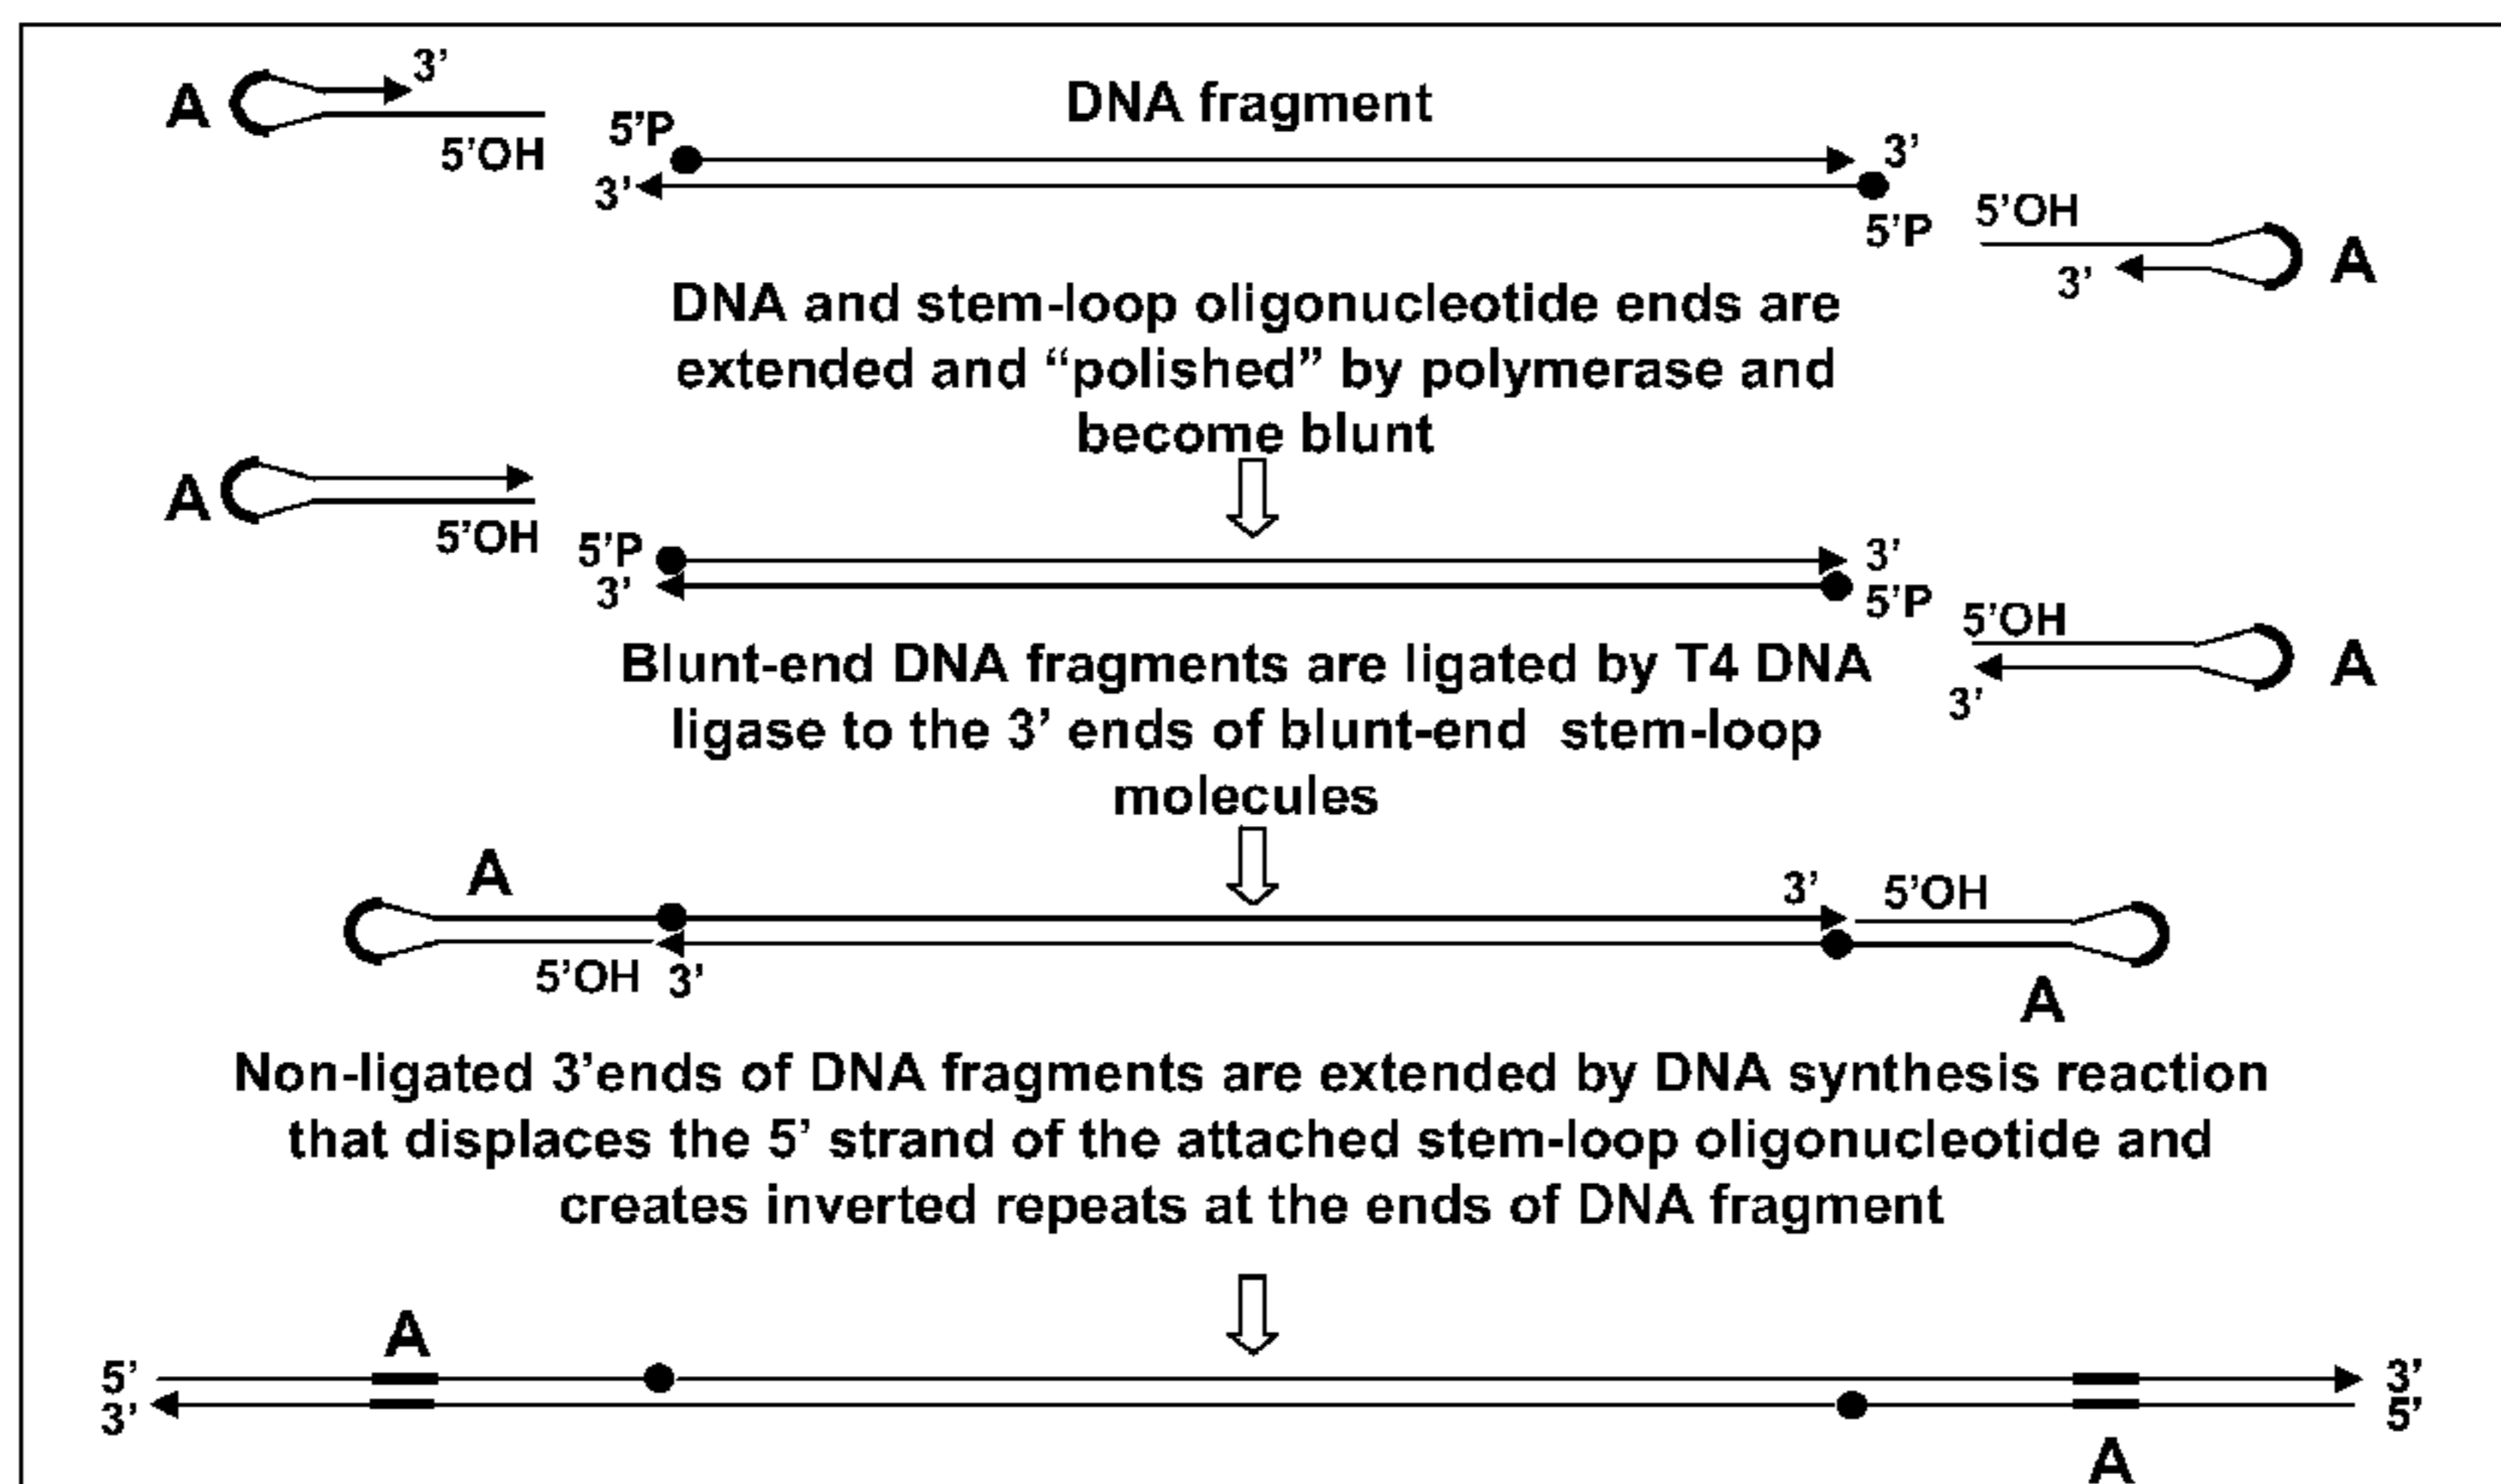 3'
A
DNA fragment
5'OH
5'P
3'
3'
5'P
5'OH
3'
A
DNA and stem-loop oligonucleotide ends are
extended and “polished” by polymerase and
become blunt
A
5'OH
5'P
3'
3'
5'P
5'OH
3'
A
Blunt-end DNA fragments are ligated by T4 DNA
ligase to the 3' ends of blunt-end stem-loop
molecules
A
3'
5'OH
5'OH 3'
A
Non-ligated 3'ends of DNA fragments are extended by DNA synthesis reaction
that displaces the 5' strand of the attached stem-loop oligonucleotide and
creates inverted repeats at the ends of DNA fragment
A
5'
3'
3'
5'
A